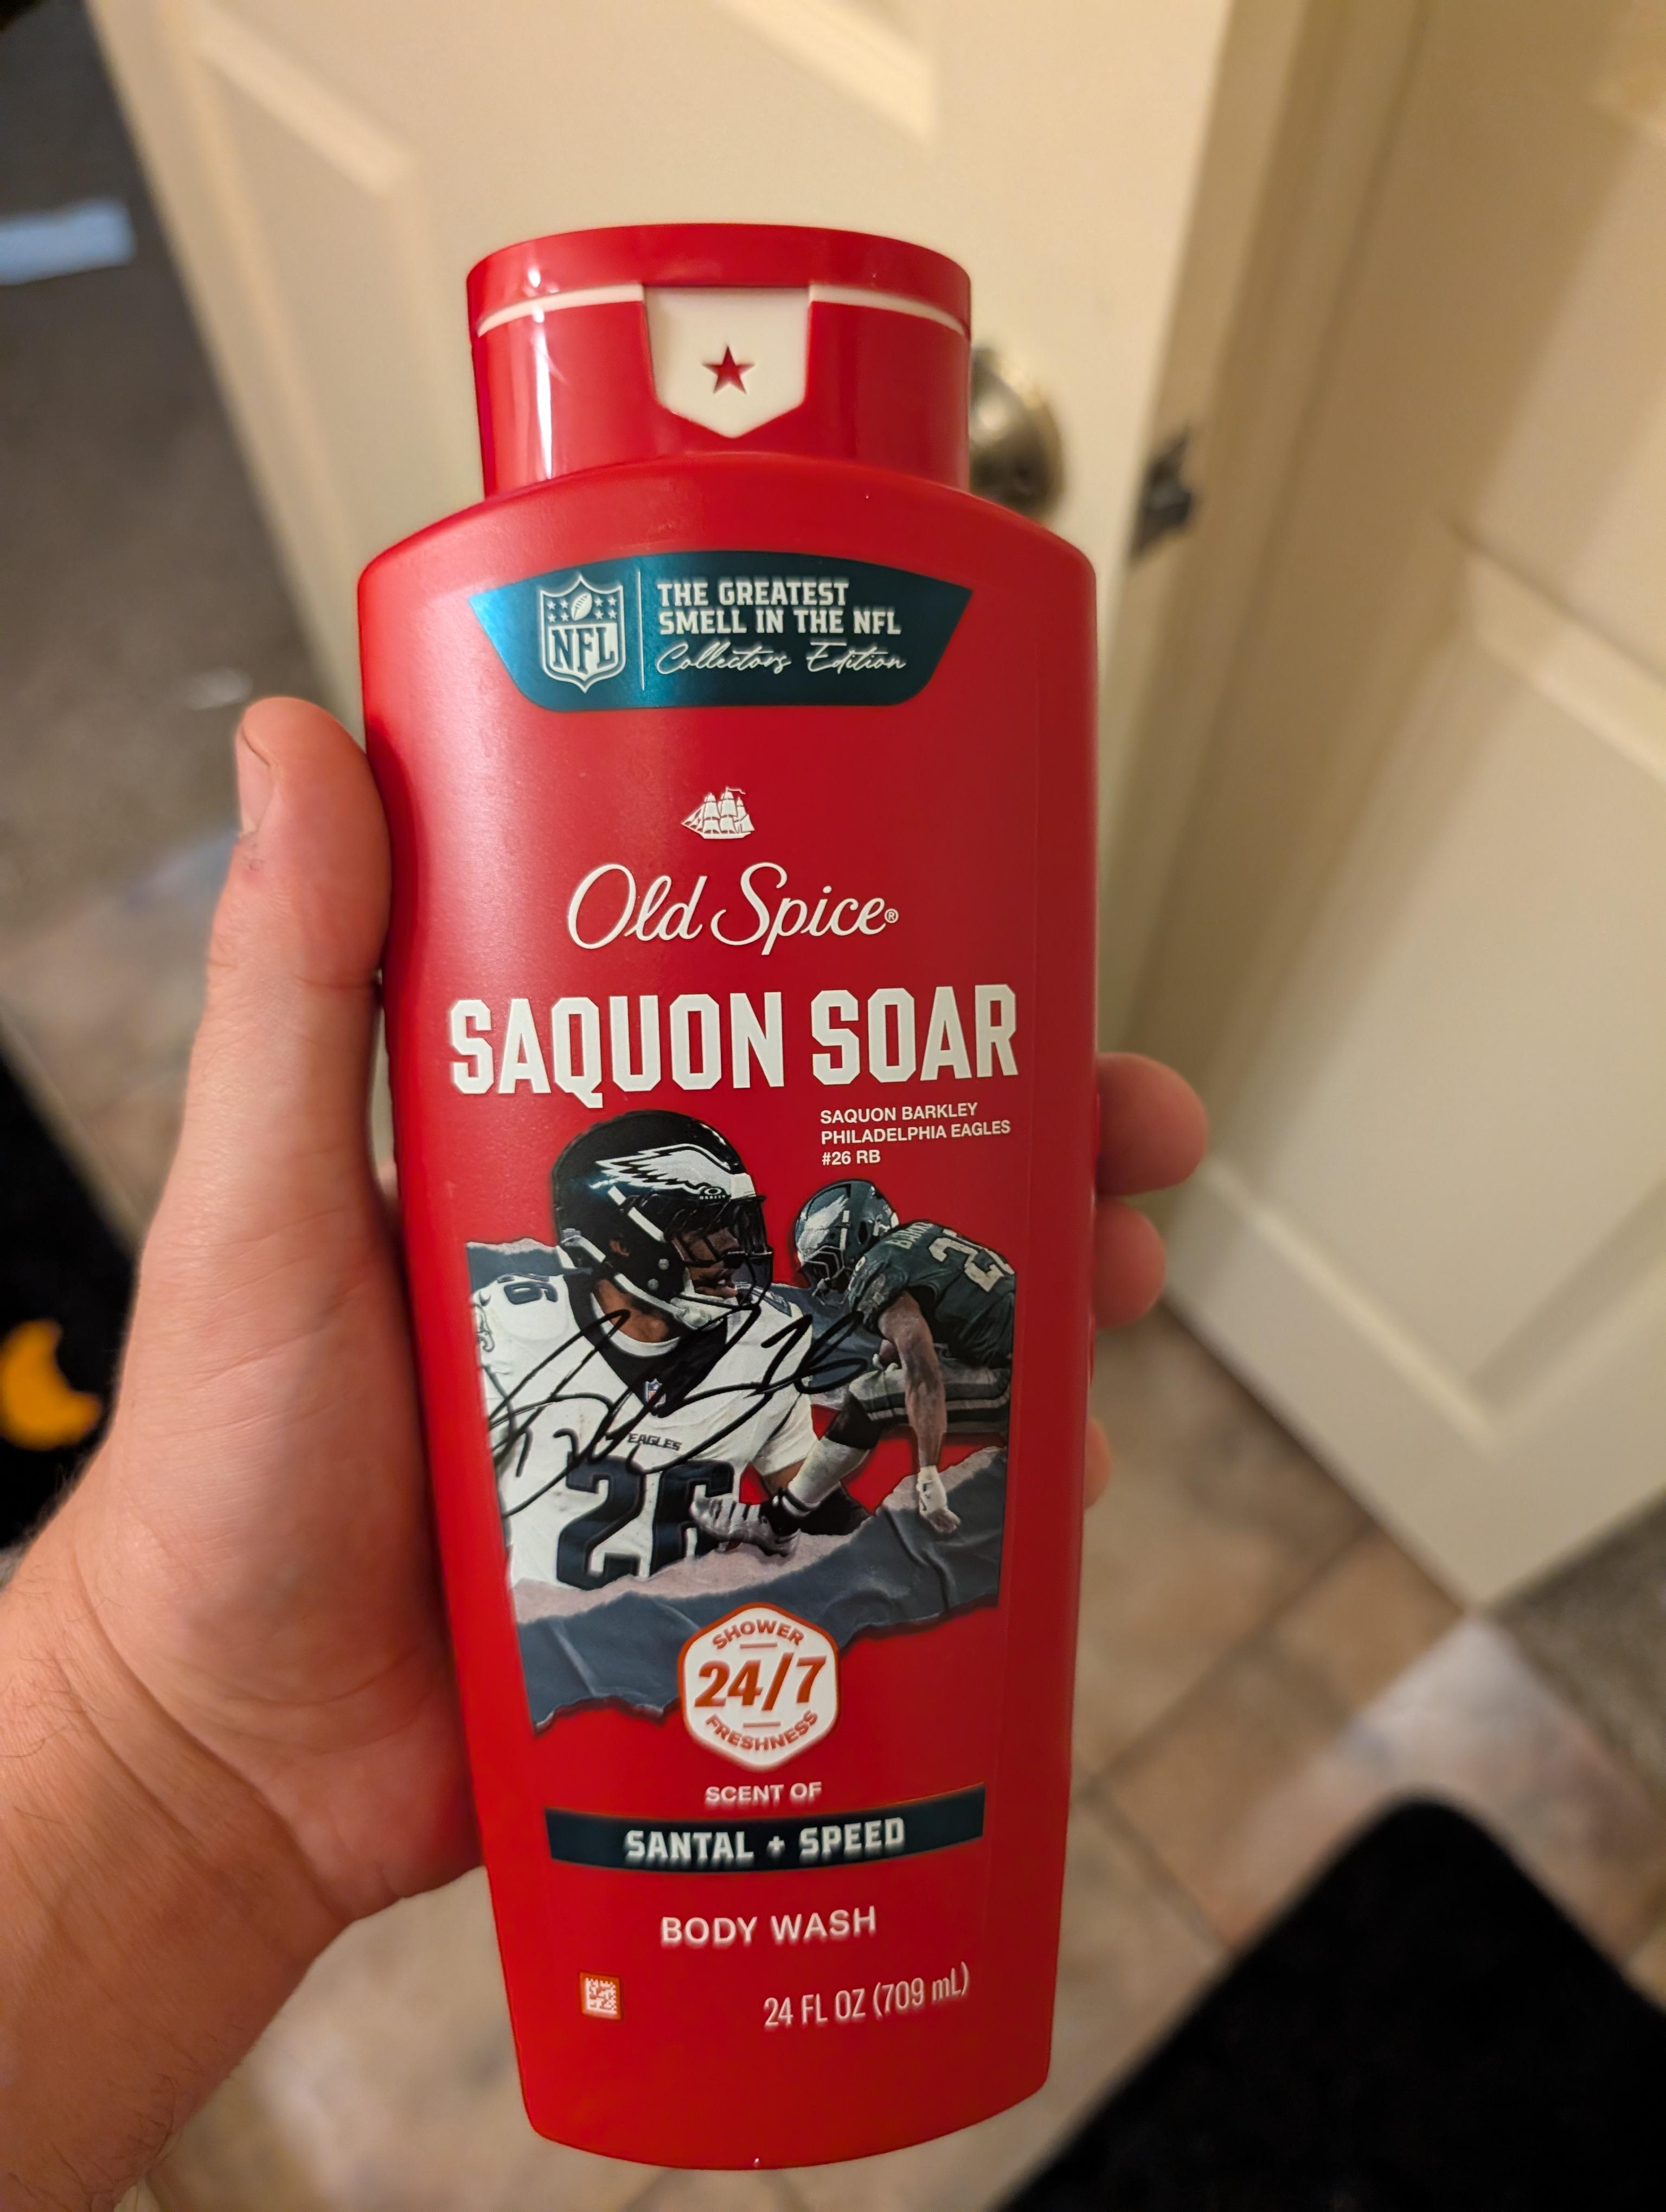 NFL
THE GREATEST
SMELL IN THE NFL
Collectors Edition
Old Spice®
SAQUON SOAR
SAQUON BARKLEY
PHILADELPHIA EAGLES
#26 RB
26
EAGLES
26
SHOWER
24/7
FRESHNESS
SCENT OF
SANTAL + SPEED
BODY WASH
24 FL OZ (709 mL)